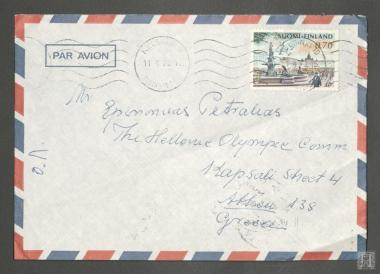 PAR AVION
SUOMI-FINLAND
0,70
Mr Epaminondas Petralias
The Hellenic Olympic Comm
Kapsali Street 4
Athens 138
Greece